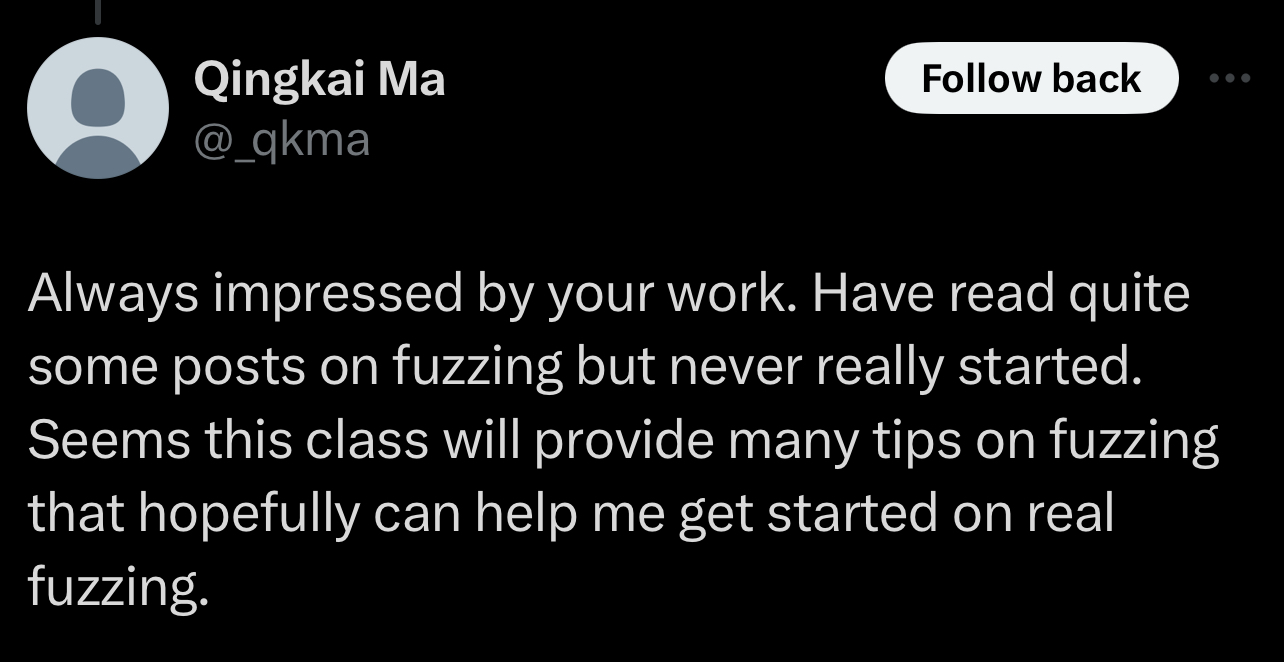 Qingkai Ma
Follow back
@_qkma
Always impressed by your work. Have read quite
some posts on fuzzing but never really started.
Seems this class will provide many tips on fuzzing
that hopefully can help me get started on real
fuzzing.